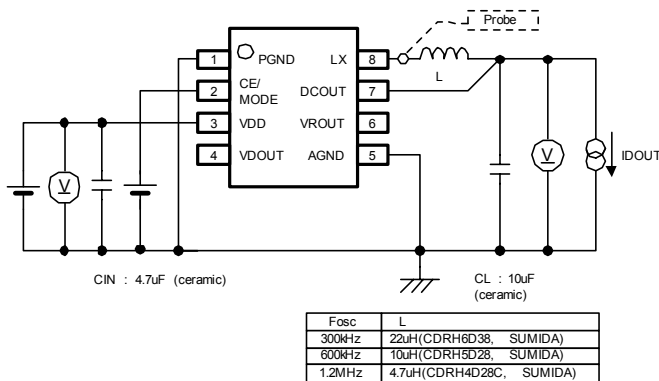 Probe
1 PGND LX 8
L
2 CE/ MODE DCOUT 7
3 VDD VROUT 6
4 VDOUT AGND 5
V
V
IDOUT
CIN : 4.7uF (ceramic)
CL : 10uF
(ceramic)
Fosc L
300kHz 22uH(CDRH6D38, SUMIDA)
600kHz 10uH(CDRH5D28, SUMIDA)
1.2MHz 4.7uH(CDRH4D28C, SUMIDA)